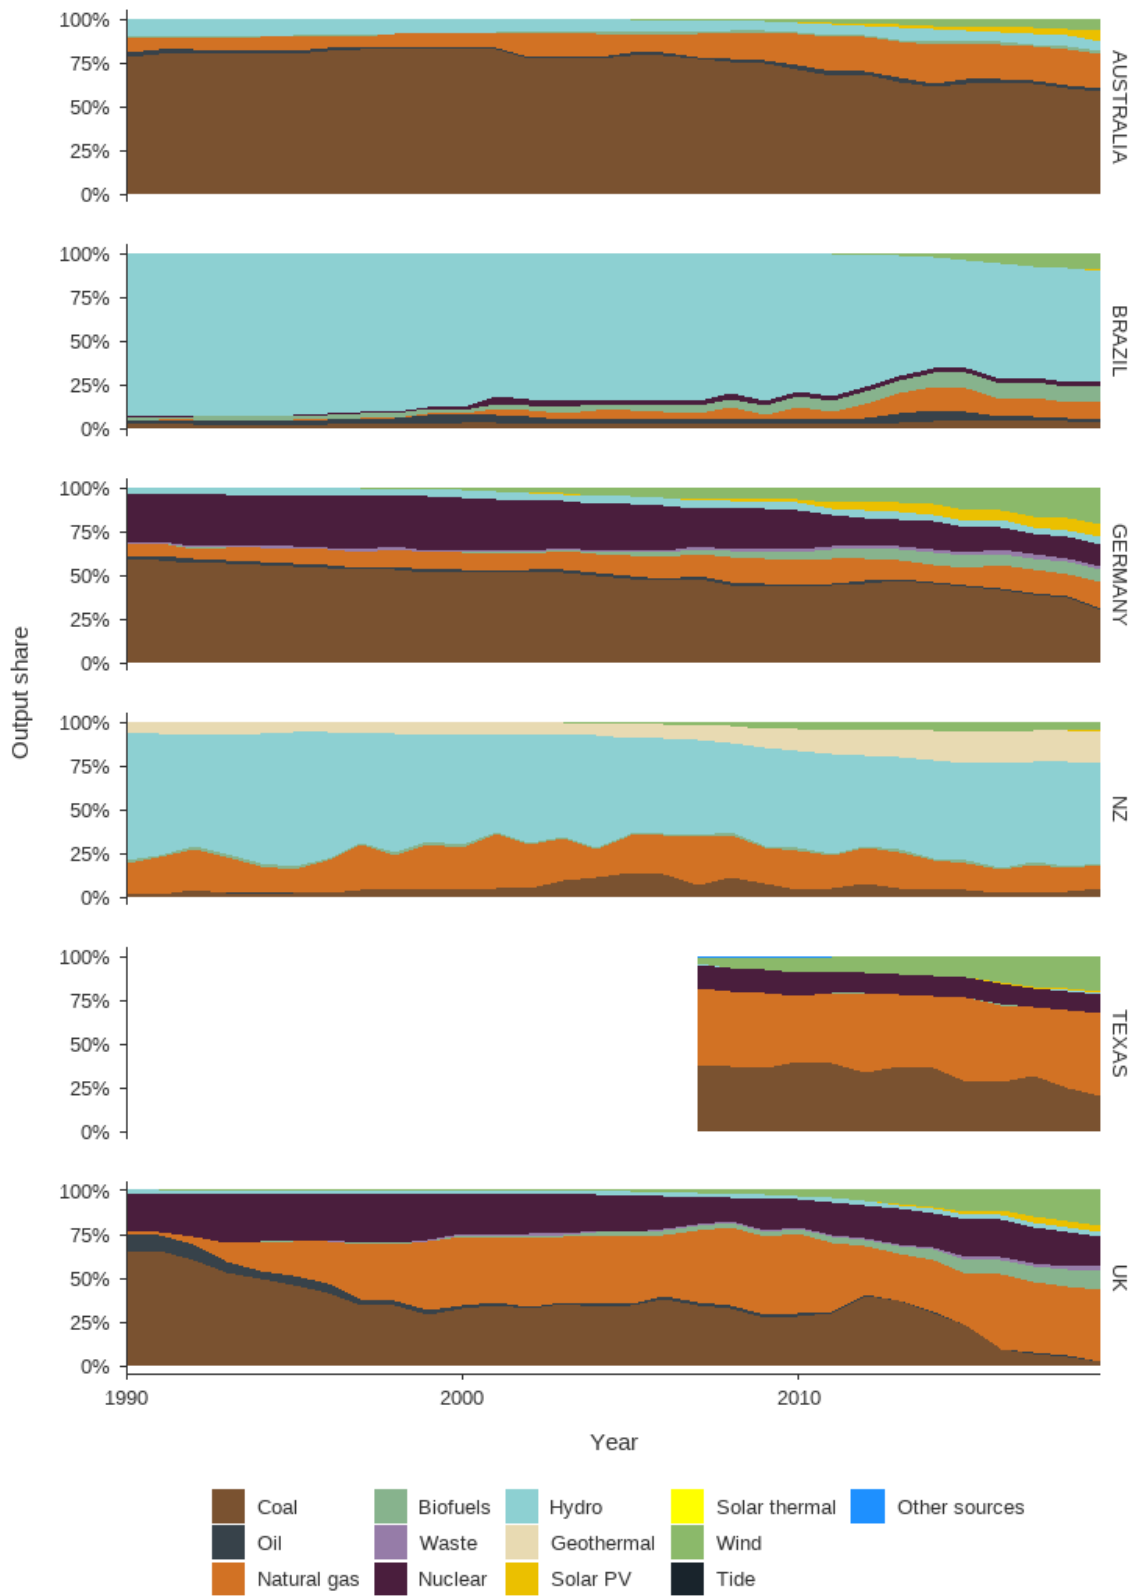 100%
75%
50%
25%
0%
AUSTRALIA
100%
75%
50%
25%
0%
BRAZIL
100%
75%
50%
25%
0%
GERMANY
Output share
100%
75%
50%
25%
0%
NZ
100%
75%
50%
25%
0%
TEXAS
100%
75%
50%
25%
0%
UK
1990 2000 2010
Year
Coal Biofuels Hydro Solar thermal Other sources
Oil Waste Geothermal Wind
Natural gas Nuclear Solar PV Tide